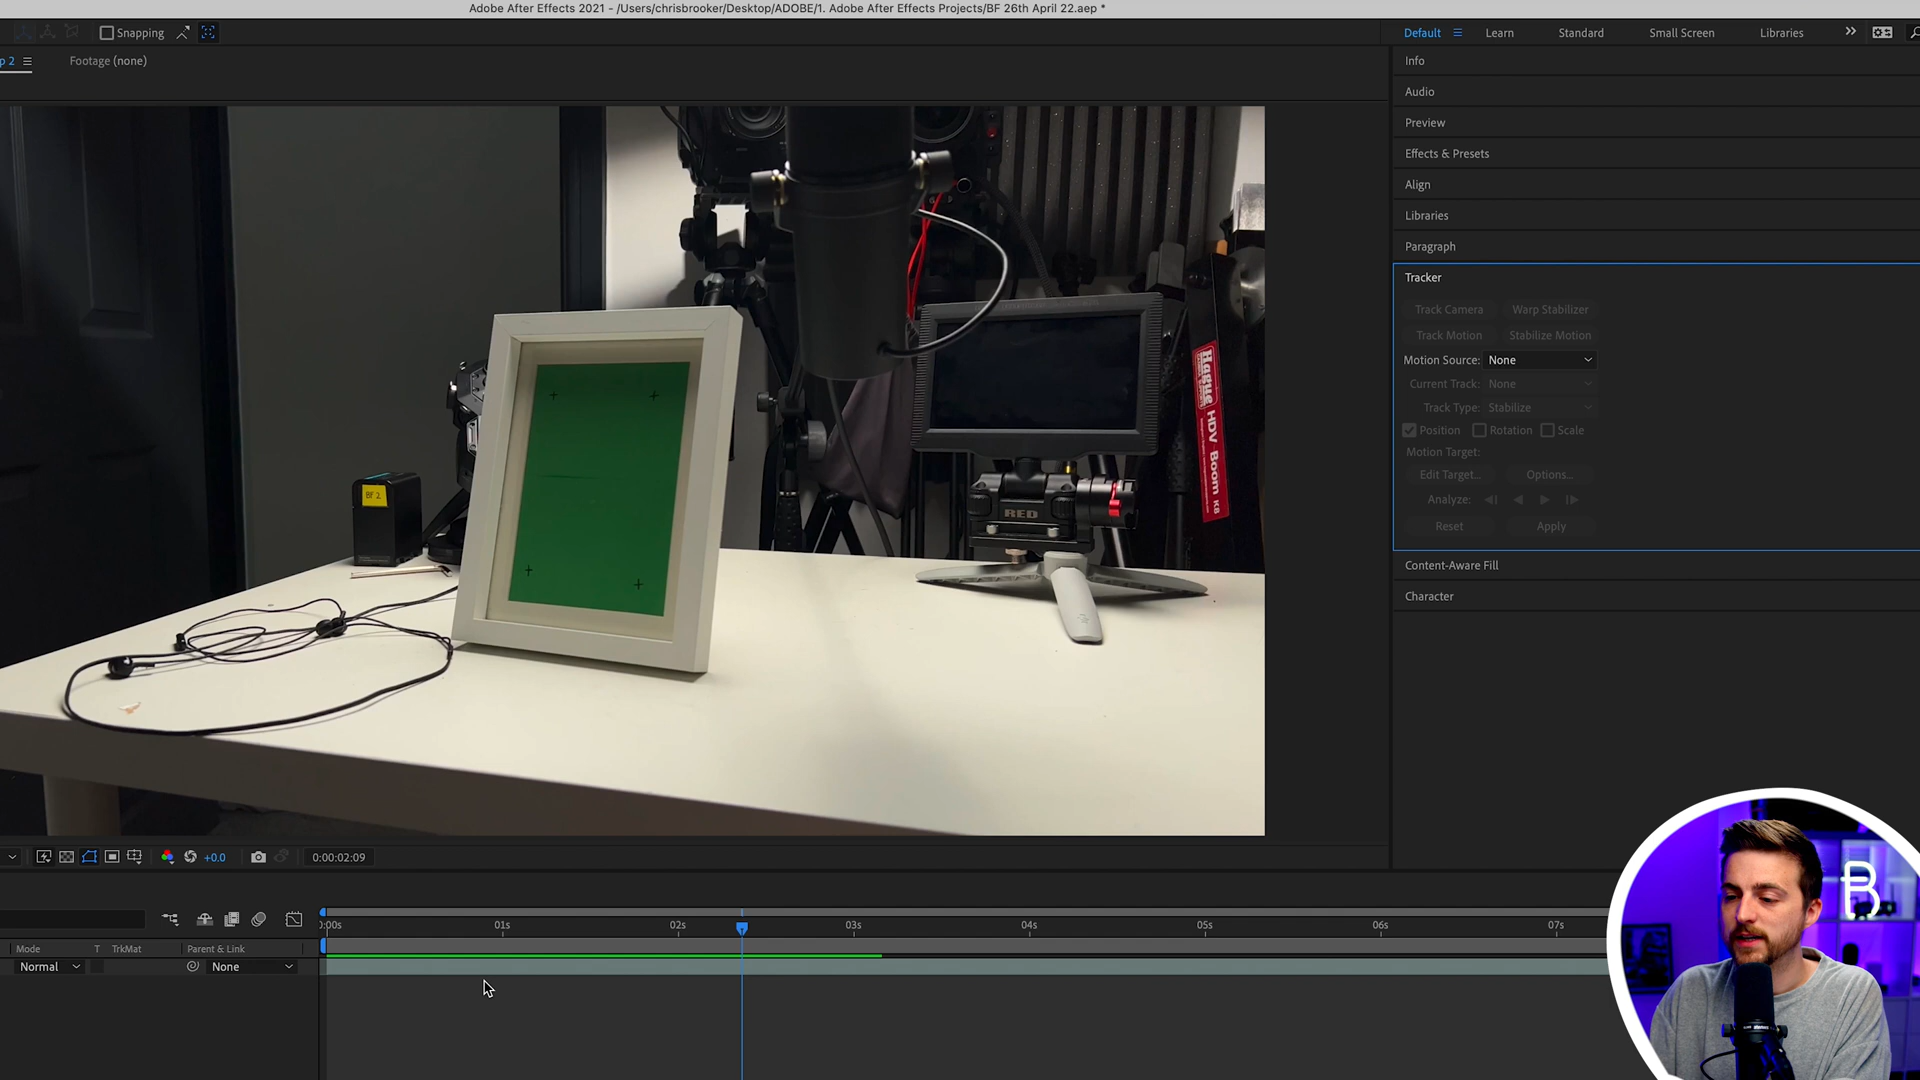 Adobe After Effects 2021 - /Users/chrisbrooker/Desktop/ADOBE/1. Adobe After Effects Projects/BF 26th April 22.aep *
Snapping
Default
Learn
Standard
Small Screen
Libraries
p 2
Footage (none)
Info
Audio
Preview
Effects & Presets
Align
Libraries
Paragraph
Tracker
Track Camera
Warp Stabilizer
Track Motion
Stabilize Motion
Motion Source: None
Current Track: None
Track Type: Stabilize
Position
Rotation
Scale
Motion Target:
Edit Target...
Options...
Analyze:
Reset
Apply
Content-Aware Fill
Character
Hague
HDV Boom K8
BF 2
RED
+0.0
0:00:02:09
0:00s
01s
02s
03s
04s
05s
06s
07s
Mode
T
TrkMat
Parent & Link
Normal
None
B